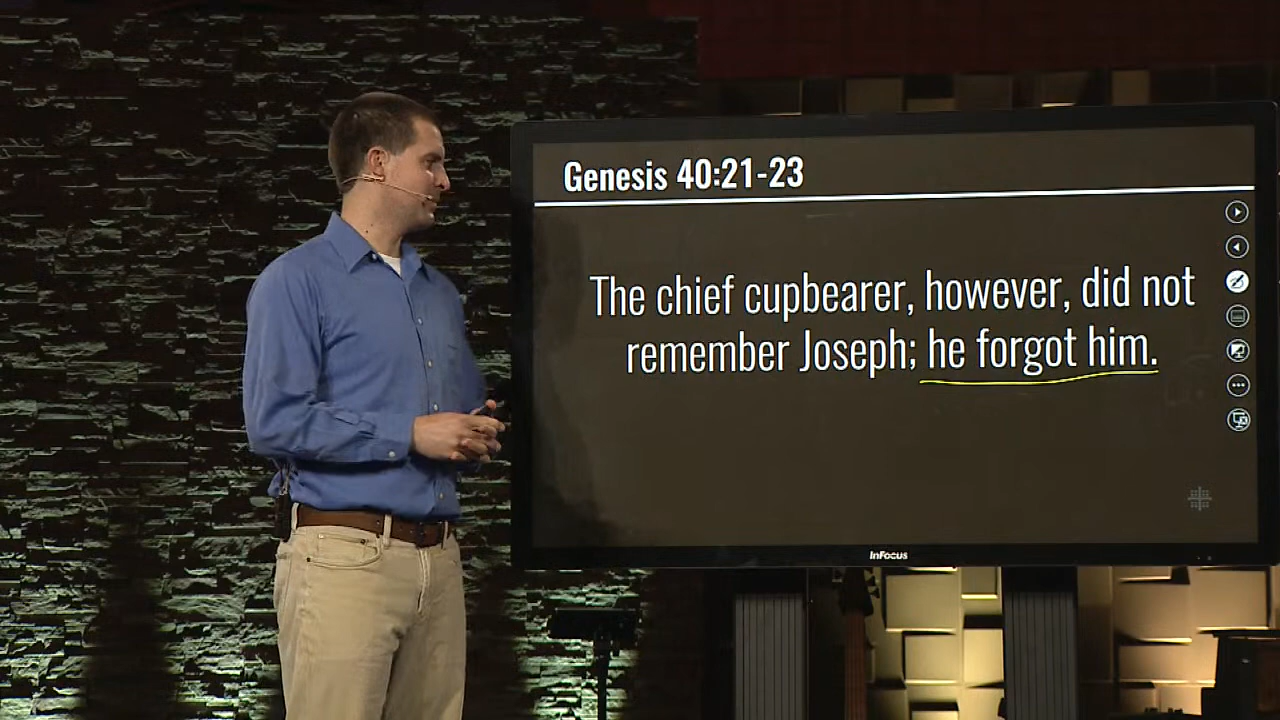 Genesis 40:21-23
The chief cupbearer, however, did not
remember Joseph; he forgot him.
InFocus